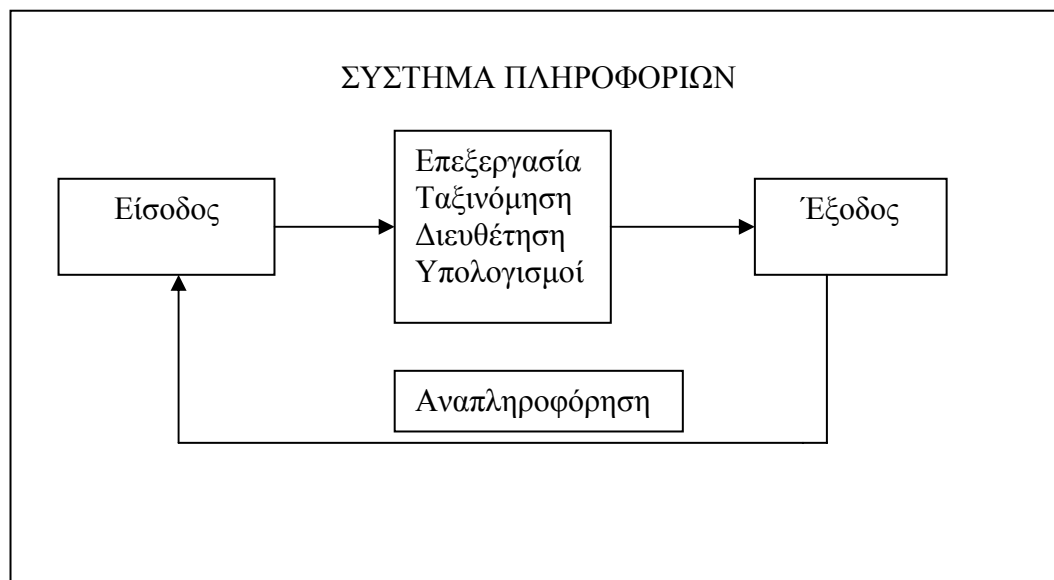 ΣΥΣΤΗΜΑ ΠΛΗΡΟΦΟΡΙΩΝ
Είσοδος
Επεξεργασία
Ταξινόμηση
Διευθέτηση
Υπολογισμοί
Έξοδος
Αναπληροφόρηση